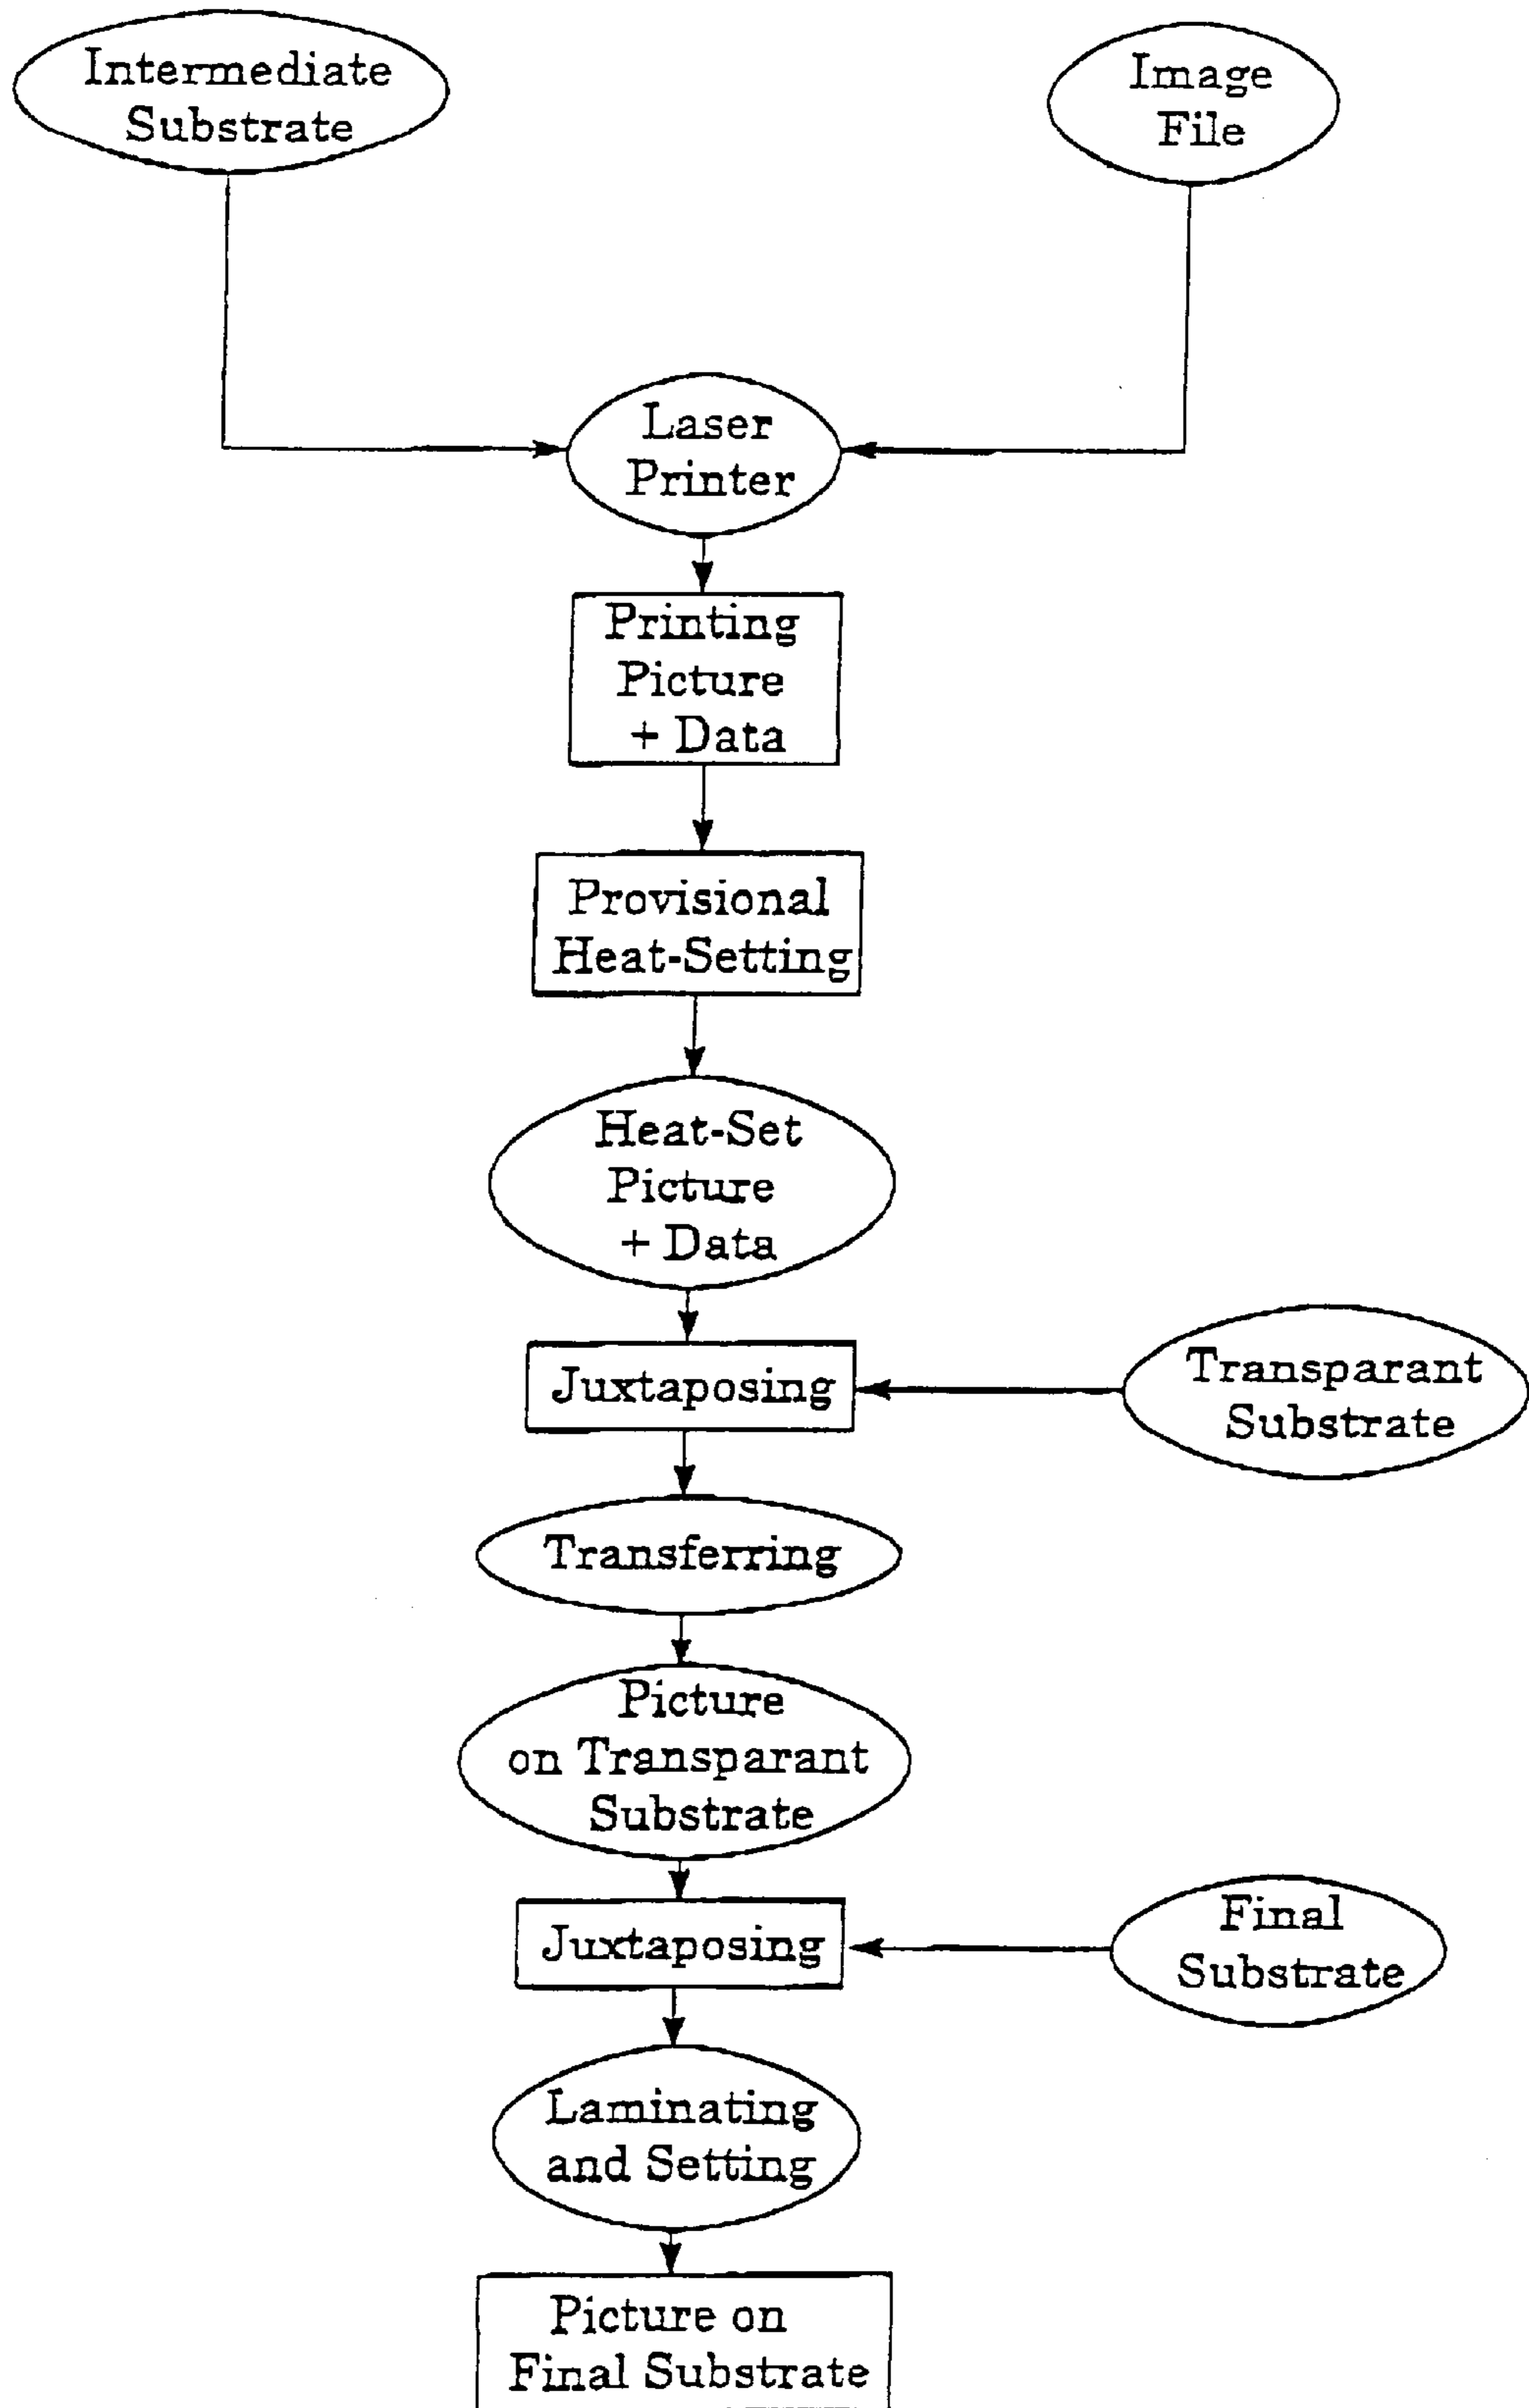 Intermediate
Substrate
Image
File
Laser
Printer
Printing
Picture
+ Data
Provisional
Heat-Setting
Heat-Set
Picture
+ Data
Juxtaposing
Transparant
Substrate
Transferring
Picture
on Transparant
Substrate
Juxtaposing
Final
Substrate
Laminating
and Setting
Picture on
Final Substrate